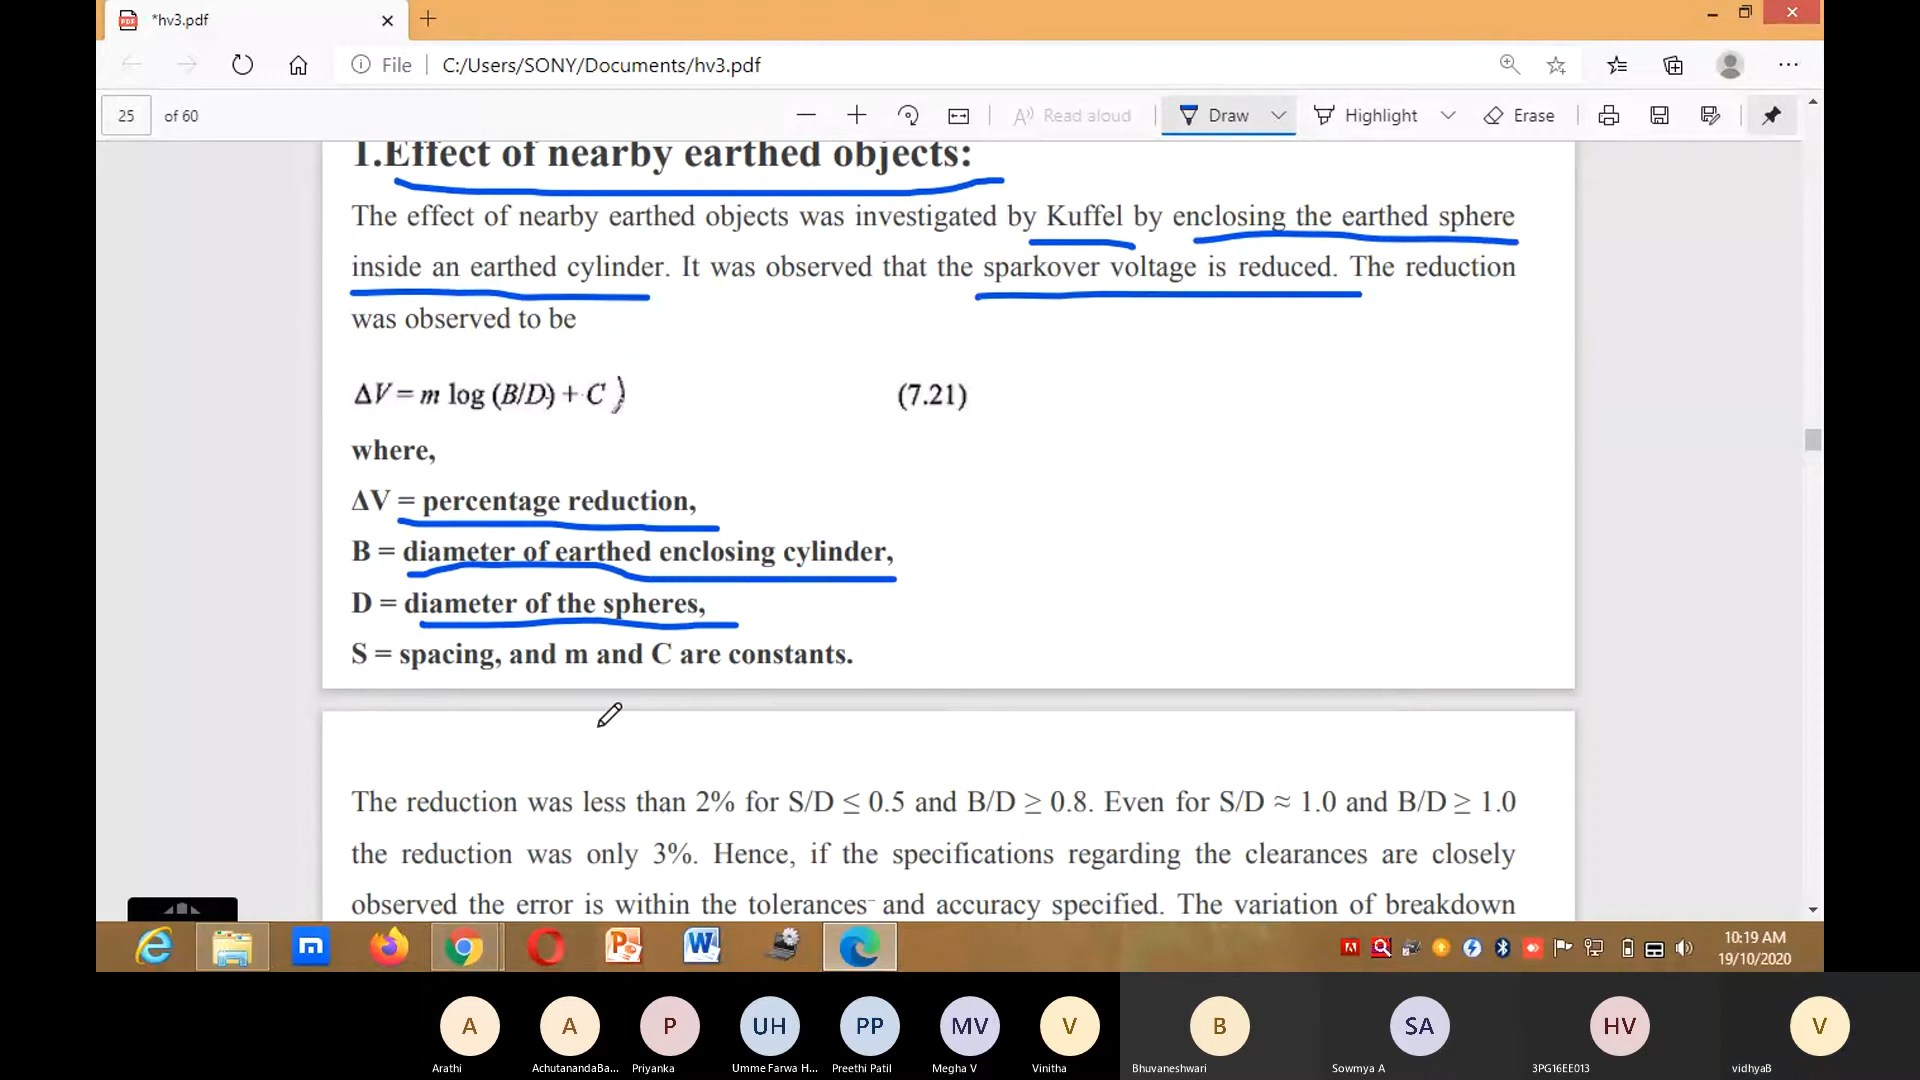 *hv3.pdf
File C:/Users/SONY/Documents/hv3.pdf
25 of 60 Read aloud Draw Highlight Erase
1.Effect of nearby earthed objects:
The effect of nearby earthed objects was investigated by Kuffel by enclosing the earthed sphere
inside an earthed cylinder. It was observed that the sparkover voltage is reduced. The reduction
was observed to be
ΔV = m log (B/D) + C ) (7.21)
where,
ΔV = percentage reduction,
B = diameter of earthed enclosing cylinder,
D = diameter of the spheres,
S = spacing, and m and C are constants.
The reduction was less than 2% for S/D ≤ 0.5 and B/D ≥ 0.8. Even for S/D ≈ 1.0 and B/D ≥ 1.0
the reduction was only 3%. Hence, if the specifications regarding the clearances are closely
observed the error is within the tolerances and accuracy specified. The variation of breakdown
10:19 AM
19/10/2020
A A P UH PP MV V B SA HV V
Arathi AchutanandaBa... Priyanka Umme Farwa H... Preethi Patil Megha V Vinitha Bhuvaneshwari Sowmya A 3PG16EE013 vidhyaB